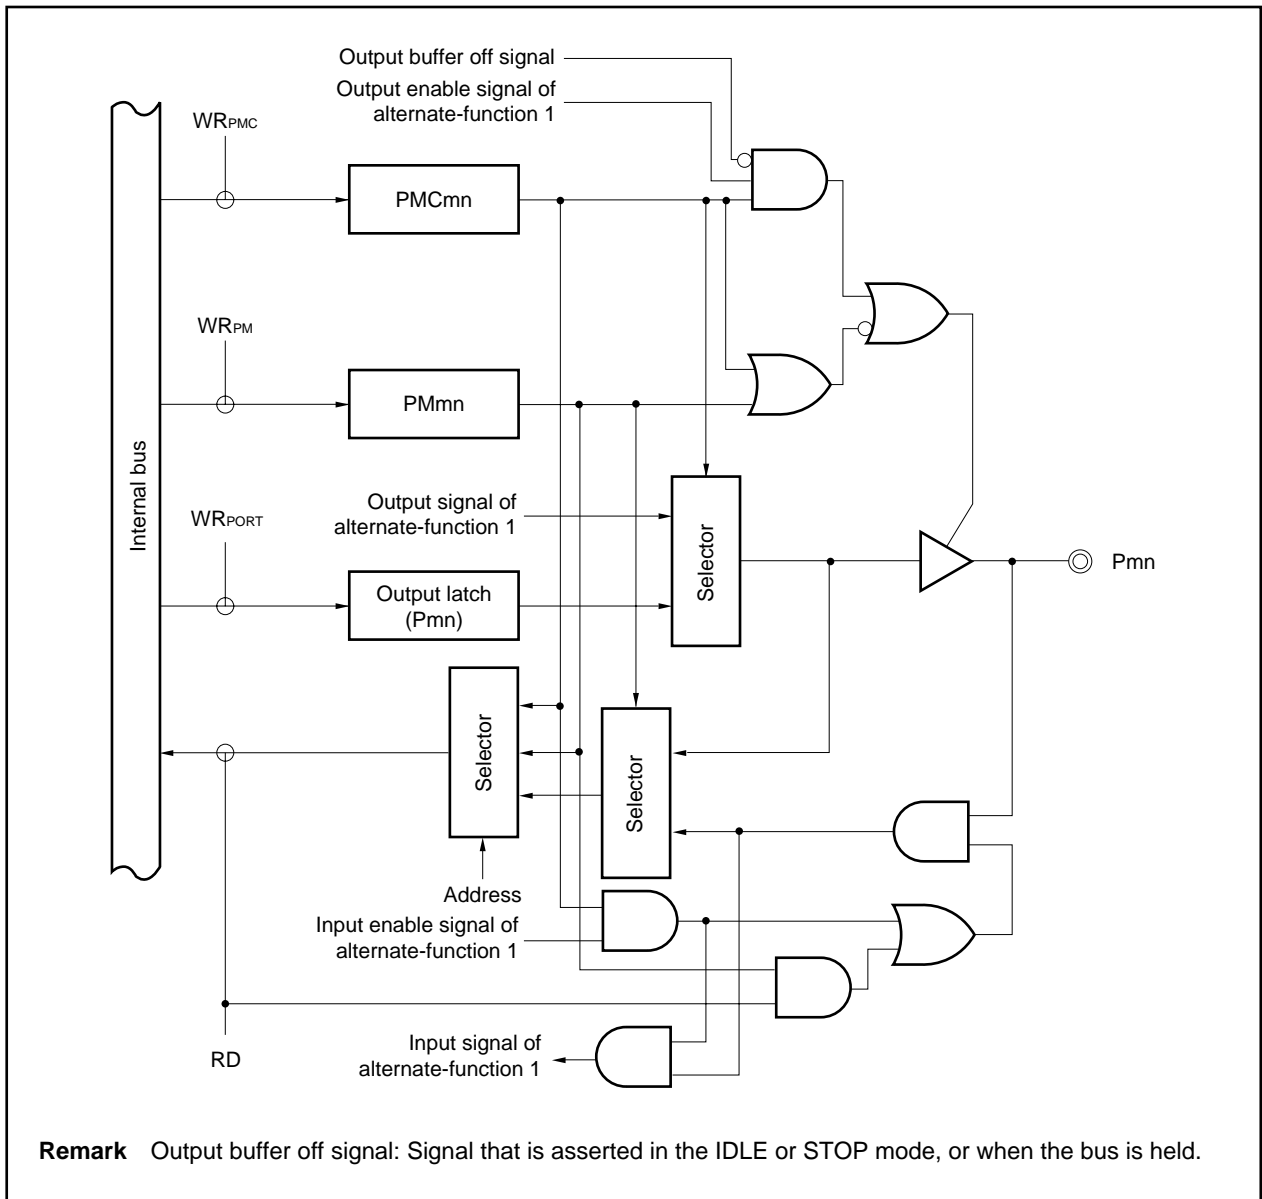 Output buffer off signal
Output enable signal of
alternate-function 1
WRPMC
PMCmn
WRPM
PMmn
Internal bus
Output signal of
alternate-function 1
WRPORT
Selector
Pmn
Output latch
(Pmn)
Selector
Selector
Address
Input enable signal of
alternate-function 1
RD
Input signal of
alternate-function 1
Remark Output buffer off signal: Signal that is asserted in the IDLE or STOP mode, or when the bus is held.